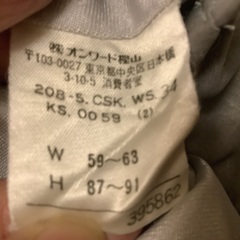 ㈱オンワード樫山
〒103-0027 東京都中央区日本橋
3-10-5 消費者室
208-5. CSK. WS. 34
KS. 0059 (2)
W 59~63
H 87~91
395862